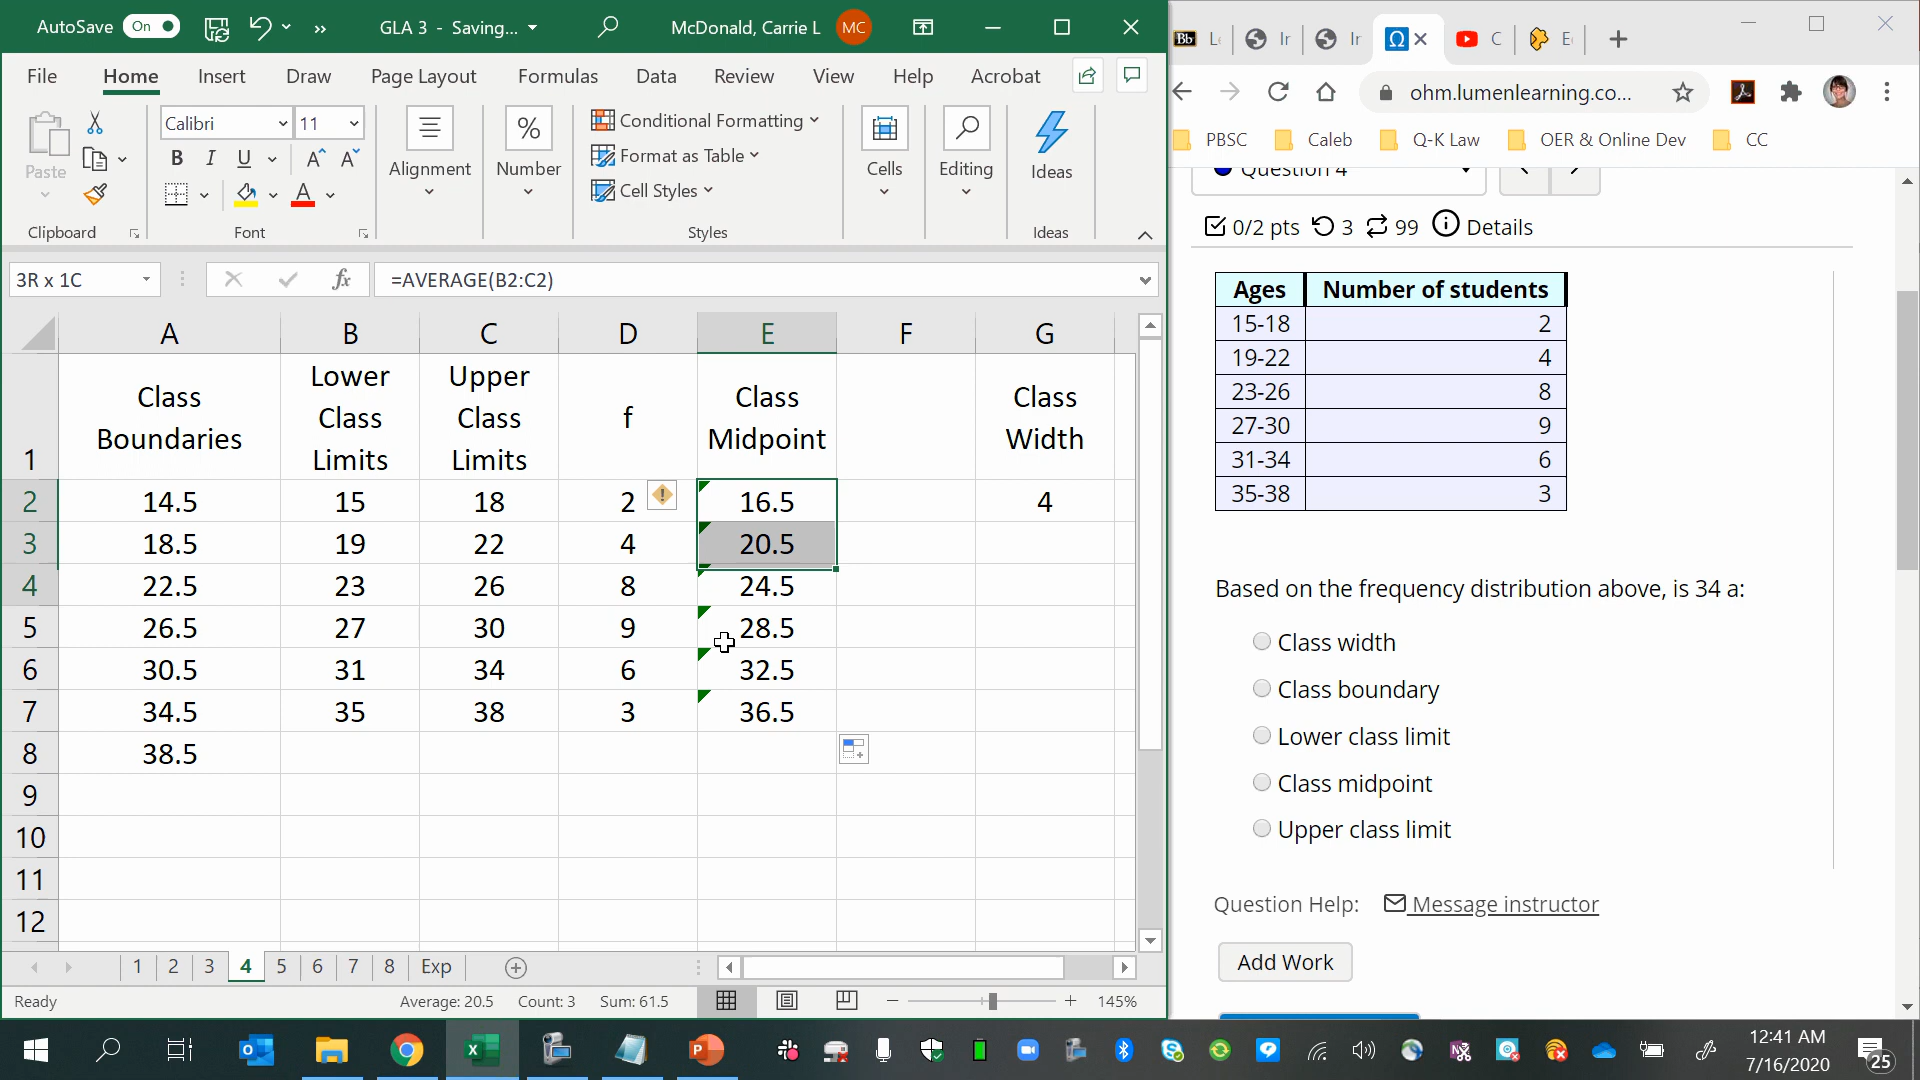 AutoSave On
GLA 3 - Saving...
McDonald, Carrie L MC
File Home Insert Draw Page Layout Formulas Data Review View Help Acrobat
Paste
Calibri 11
B I U A A
A
Alignment
%
Number
Conditional Formatting
Format as Table
Cell Styles
Cells
Editing
Ideas
Clipboard
Font
Styles
Ideas
3R x 1C
fx
=AVERAGE(B2:C2)
A B C D E F G
1 Class Boundaries Lower Class Limits Upper Class Limits f Class Midpoint Class Width
2 14.5 15 18 2 16.5 4
3 18.5 19 22 4 20.5
4 22.5 23 26 8 24.5
5 26.5 27 30 9 28.5
6 30.5 31 34 6 32.5
7 34.5 35 38 3 36.5
8 38.5
9
10
11
12
1 2 3 4 5 6 7 8 Exp
Ready Average: 20.5 Count: 3 Sum: 61.5 145%
Bb
ohm.lumenlearning.co...
PBSC Caleb Q-K Law OER & Online Dev CC
Question 4
0/2 pts 3 99 Details
Ages Number of students
15-18 2
19-22 4
23-26 8
27-30 9
31-34 6
35-38 3
Based on the frequency distribution above, is 34 a:
Class width
Class boundary
Lower class limit
Class midpoint
Upper class limit
Question Help: Message instructor
Add Work
12:41 AM
7/16/2020
25